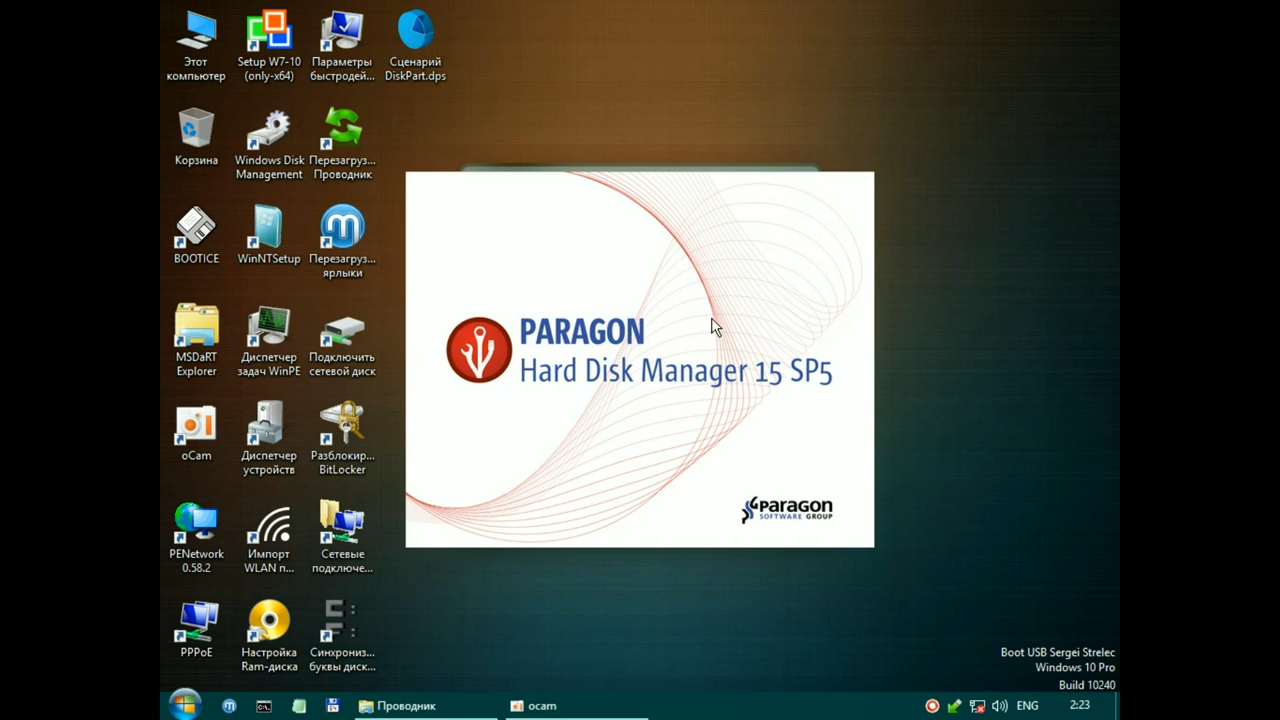 Этот
компьютер
Setup W7-10
(only-x64)
Параметры
быстродей...
Сценарий
DiskPart.dps
Корзина
Windows Disk
Management
Перезагруз...
Проводник
BOOTICE
WinNTSetup
Перезагруз...
ярлыки
MSDaRT
Explorer
Диспетчер
задач WinPE
Подключить
сетевой диск
oCam
Диспетчер
устройств
Разблокир...
BitLocker
PENetwork
0.58.2
Импорт
WLAN п...
Сетевые
подключе...
PPPoE
Настройка
Ram-диска
Синхрониз...
буквы диск...
PARAGON
Hard Disk Manager 15 SP5
Paragon
SOFTWARE GROUP
Boot USB Sergei Strelec
Windows 10 Pro
Build 10240
Проводник
ocam
ENG
2:23